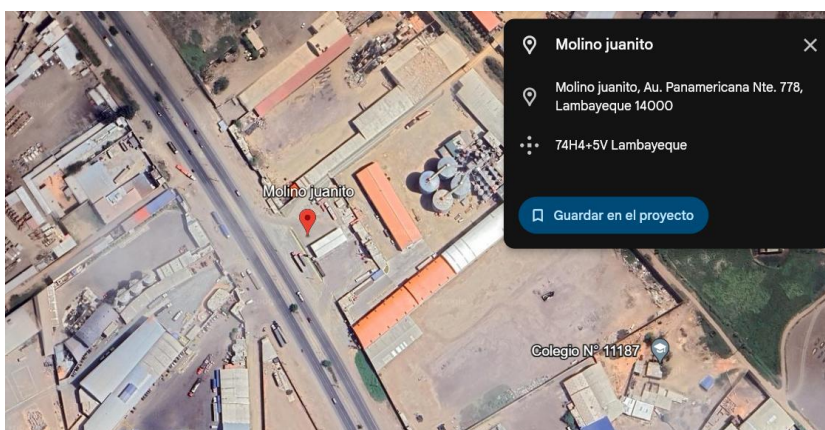 Molino juanito
Molino juanito, Au. Panamericana Nte. 778,
Lambayeque 14000
74H4+5V Lambayeque
Guardar en el proyecto
Molino juanito
Colegio N° 11187